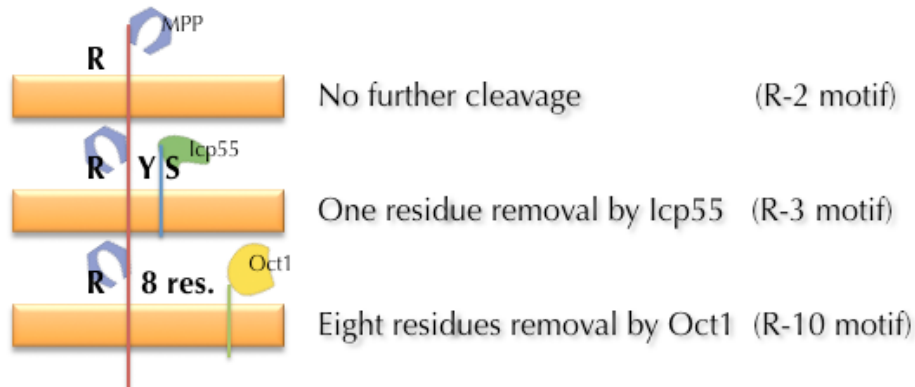 MPP
R
No further cleavage (R-2 motif)
Icp55
R Y S
One residue removal by Icp55 (R-3 motif)
Oct1
R 8 res.
Eight residues removal by Oct1 (R-10 motif)